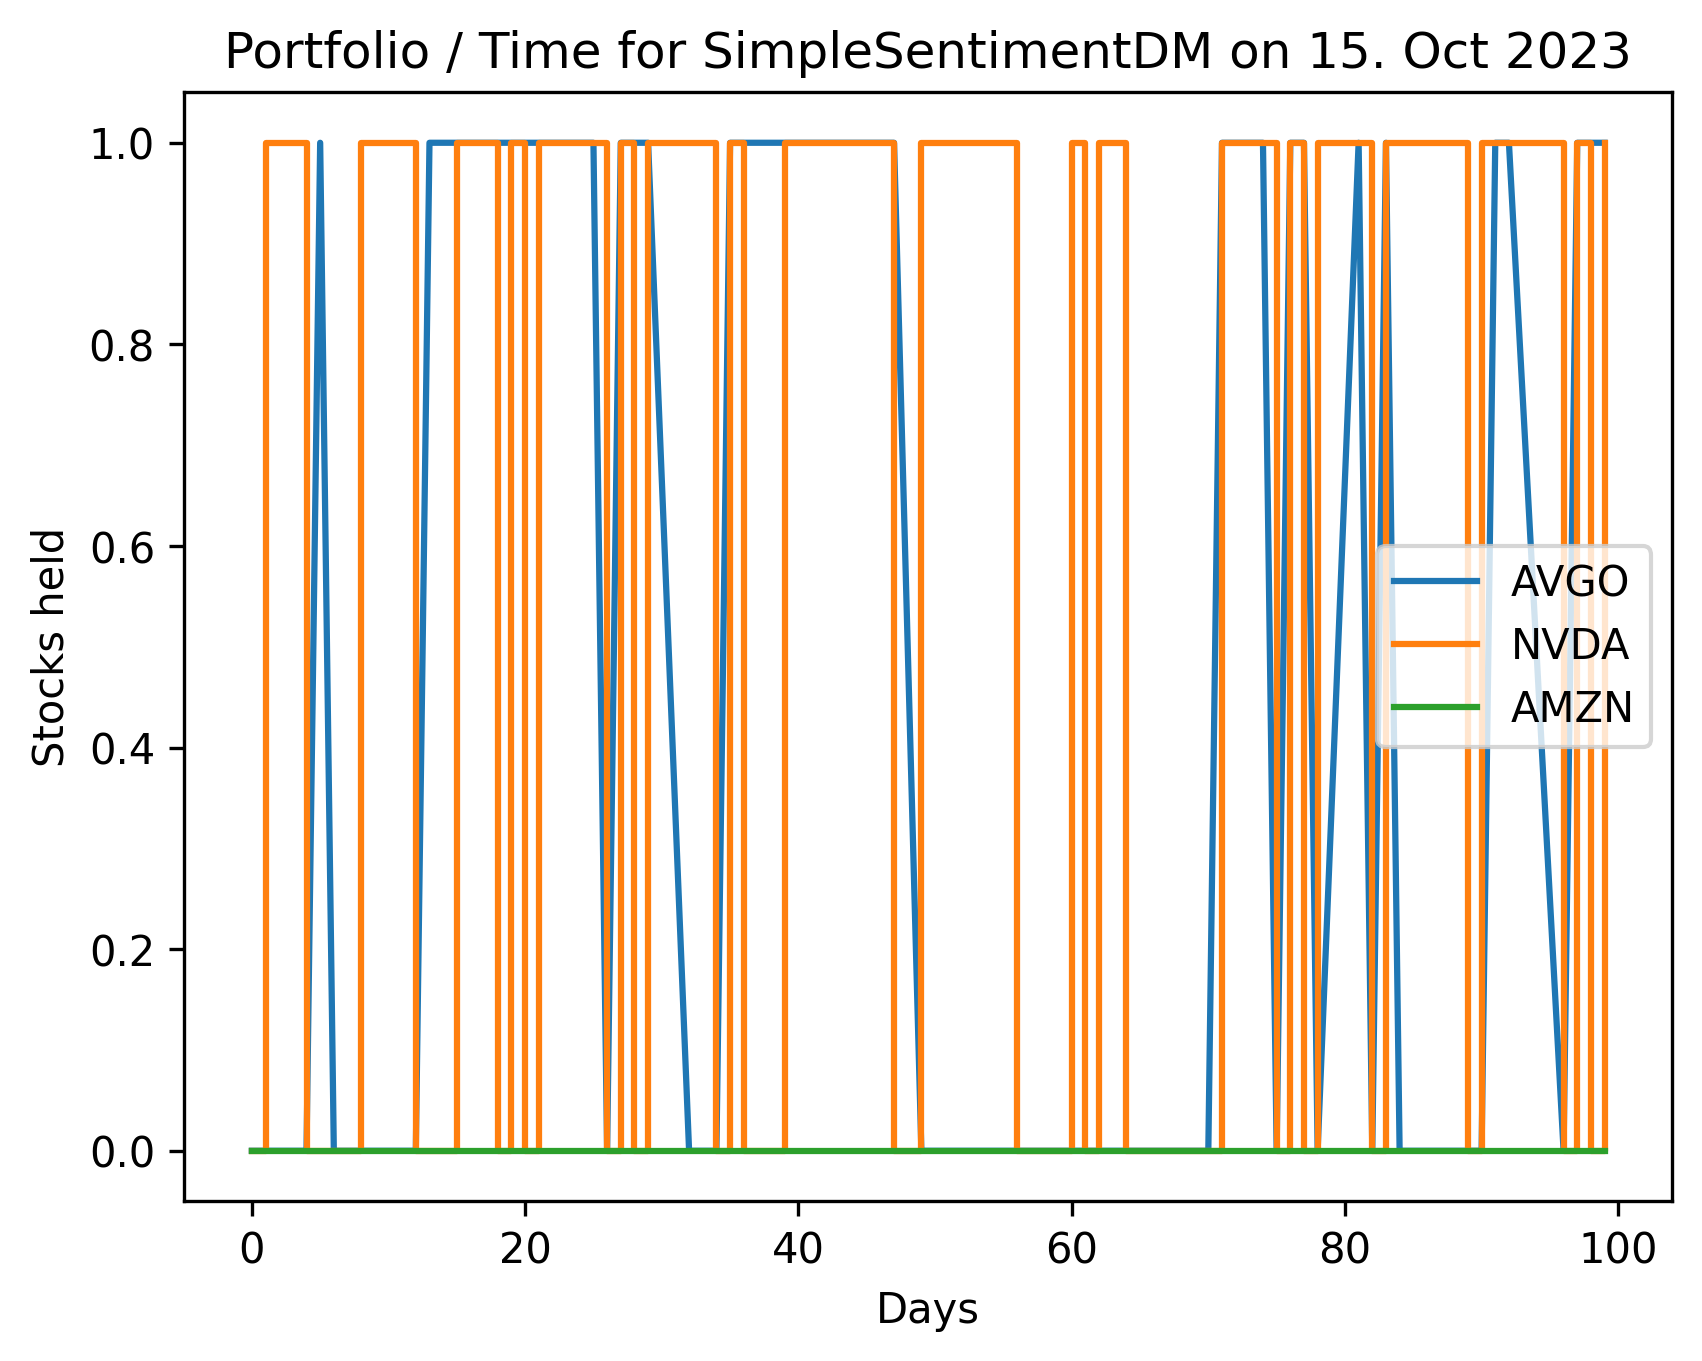 Portfolio / Time for SimpleSentimentDM on 15. Oct 2023
1.0
0.8
0.6
0.4
0.2
0.0
Stocks held
AVGO
NVDA
AMZN
0 20 40 60 80 100
Days